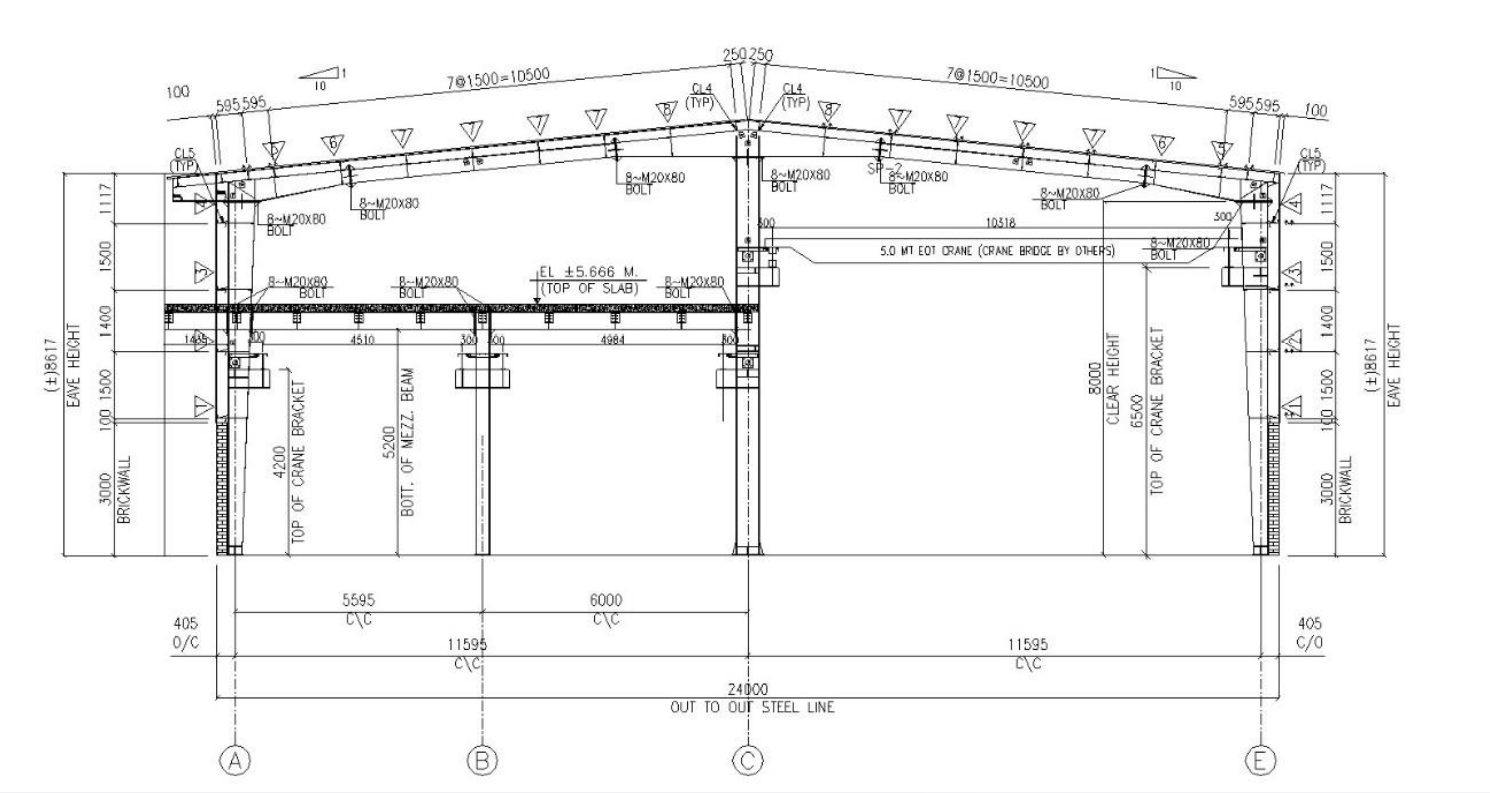 250 250
7@1500=10500
7@1500=10500
1
10
1
10
100
595 595
595 595
100
CL4
(TYP)
CL4
(TYP)
5
6
7
7
7
7
8
8
7
7
7
7
6
CL5
(TYP)
CL5
(TYP)
SP-2
8~M20X80
BOLT
8~M20X80
BOLT
8~M20X80
BOLT
8~M20X80
BOLT
8~M20X80
BOLT
8~M20X80
BOLT
1117
4
1117
300
10318
300
8~M20X80
BOLT
5.0 MT EOT CRANE (CRANE BRIDGE BY OTHERS)
1500
3
3
1500
8~M20X80
BOLT
8~M20X80
BOLT
EL ±5.666 M.
(TOP OF SLAB)
8~M20X80
BOLT
1400
2
1400
300
4510
300
300
4984
300
(±)8617
EAVE HEIGHT
(±)8617
EAVE HEIGHT
8000
CLEAR HEIGHT
6500
TOP OF CRANE BRACKET
1500
1
1
1500
100
100
4200
TOP OF CRANE BRACKET
5200
BOTT. OF MEZZ. BEAM
3000
BRICKWALL
3000
BRICKWALL
5595
C\C
6000
C\C
405
O/C
11595
C\C
11595
C\C
405
C/O
24000
OUT TO OUT STEEL LINE
A
B
C
E